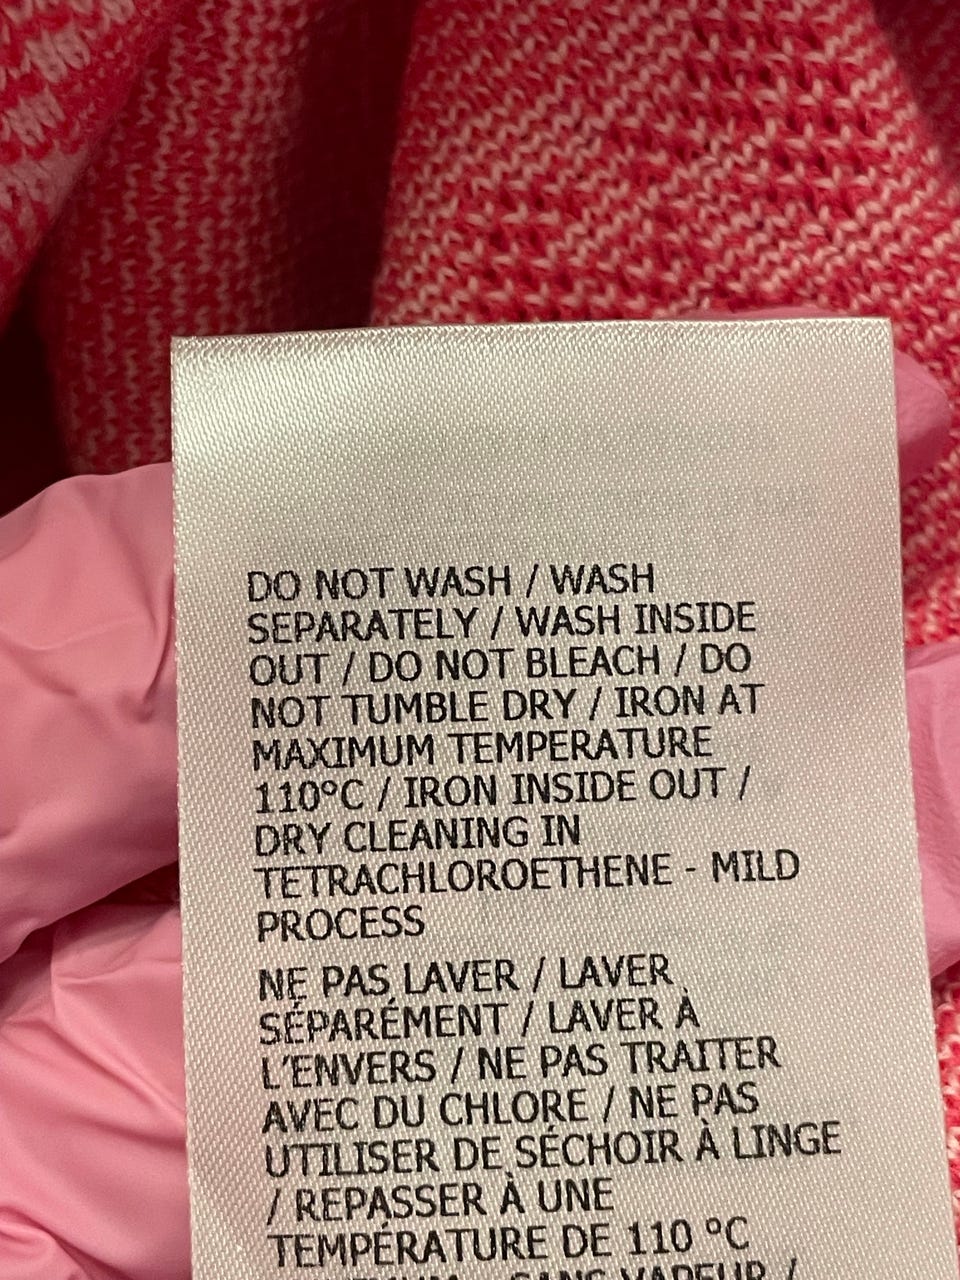 DO NOT WASH / WASH
SEPARATELY / WASH INSIDE
OUT / DO NOT BLEACH / DO
NOT TUMBLE DRY / IRON AT
MAXIMUM TEMPERATURE
110°C / IRON INSIDE OUT /
DRY CLEANING IN
TETRACHLOROETHENE - MILD
PROCESS
NE PAS LAVER / LAVER
SÉPARÉMENT / LAVER À
L'ENVERS / NE PAS TRAITER
AVEC DU CHLORE / NE PAS
UTILISER DE SÉCHOIR À LINGE
/ REPASSER À UNE
TEMPÉRATURE DE 110 °C
SANS VAPEUR /